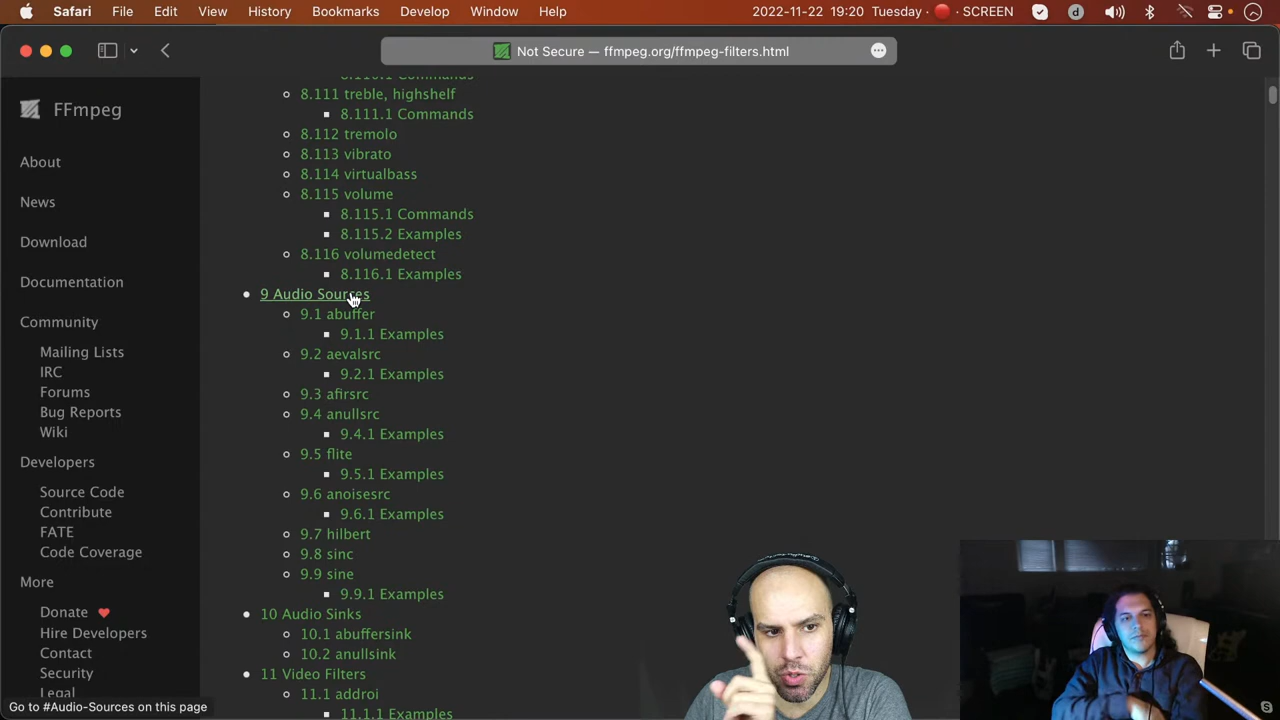 Safari File Edit View History Bookmarks Develop Window Help 2022-11-22 19:20 Tuesday SCREEN
Not Secure — ffmpeg.org/ffmpeg-filters.html
FFmpeg
About
News
Download
Documentation
Community
Mailing Lists
IRC
Forums
Bug Reports
Wiki
Developers
Source Code
Contribute
FATE
Code Coverage
More
Donate
Hire Developers
Contact
Security
Legal
Go to #Audio-Sources on this page
8.110.1 Commands
8.111 treble, highshelf
8.111.1 Commands
8.112 tremolo
8.113 vibrato
8.114 virtualbass
8.115 volume
8.115.1 Commands
8.115.2 Examples
8.116 volumedetect
8.116.1 Examples
9 Audio Sources
9.1 abuffer
9.1.1 Examples
9.2 aevalsrc
9.2.1 Examples
9.3 afirsrc
9.4 anullsrc
9.4.1 Examples
9.5 flite
9.5.1 Examples
9.6 anoisesrc
9.6.1 Examples
9.7 hilbert
9.8 sinc
9.9 sine
9.9.1 Examples
10 Audio Sinks
10.1 abuffersink
10.2 anullsink
11 Video Filters
11.1 addroi
11.1.1 Examples